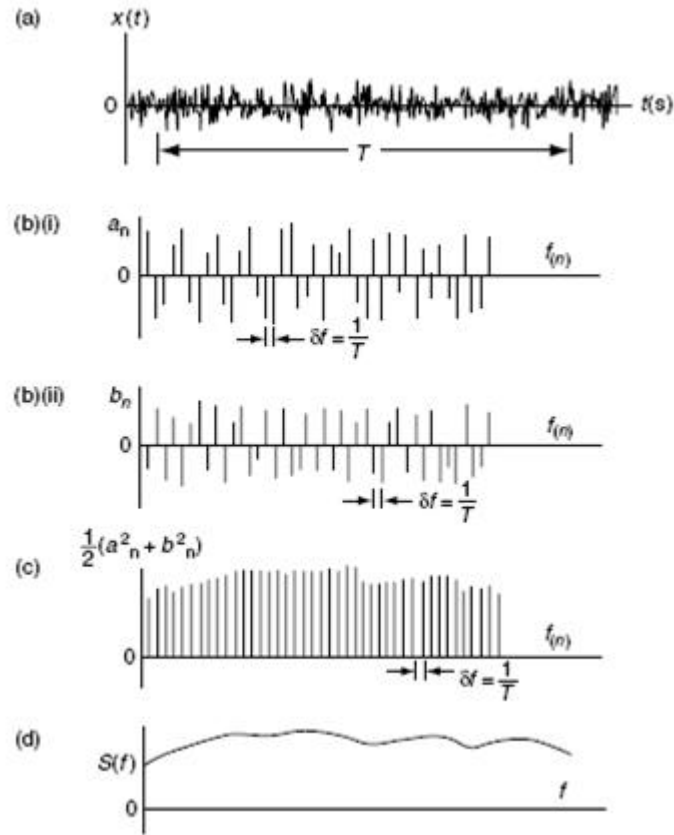 (a) x(t)
0 t(s)
T
(b)(i) aₙ
0 f(n)
δf = 1/T
(b)(ii) bₙ
0 f(n)
δf = 1/T
½(a²ₙ + b²ₙ)
(c)
0 f(n)
δf = 1/T
(d)
S(f)
f
0